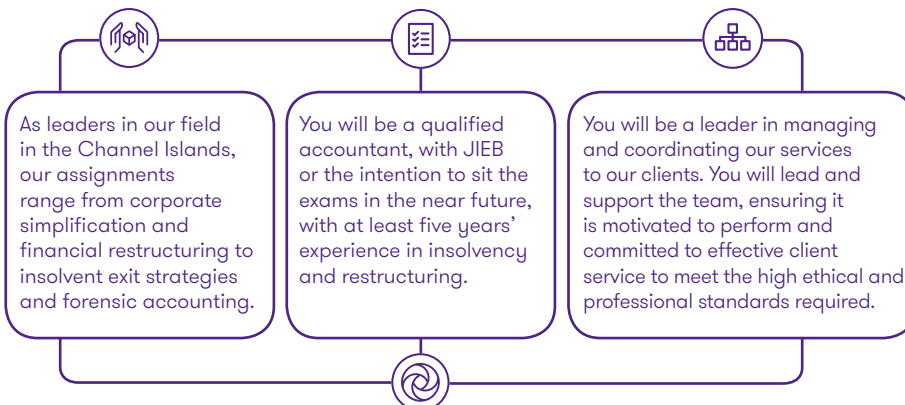 As leaders in our field
in the Channel Islands,
our assignments
range from corporate
simplification and
financial restructuring to
insolvent exit strategies
and forensic accounting.
You will be a qualified
accountant, with JIEB
or the intention to sit the
exams in the near future,
with at least five years’
experience in insolvency
and restructuring.
You will be a leader in managing
and coordinating our services
to our clients. You will lead and
support the team, ensuring it
is motivated to perform and
committed to effective client
service to meet the high ethical and
professional standards required.